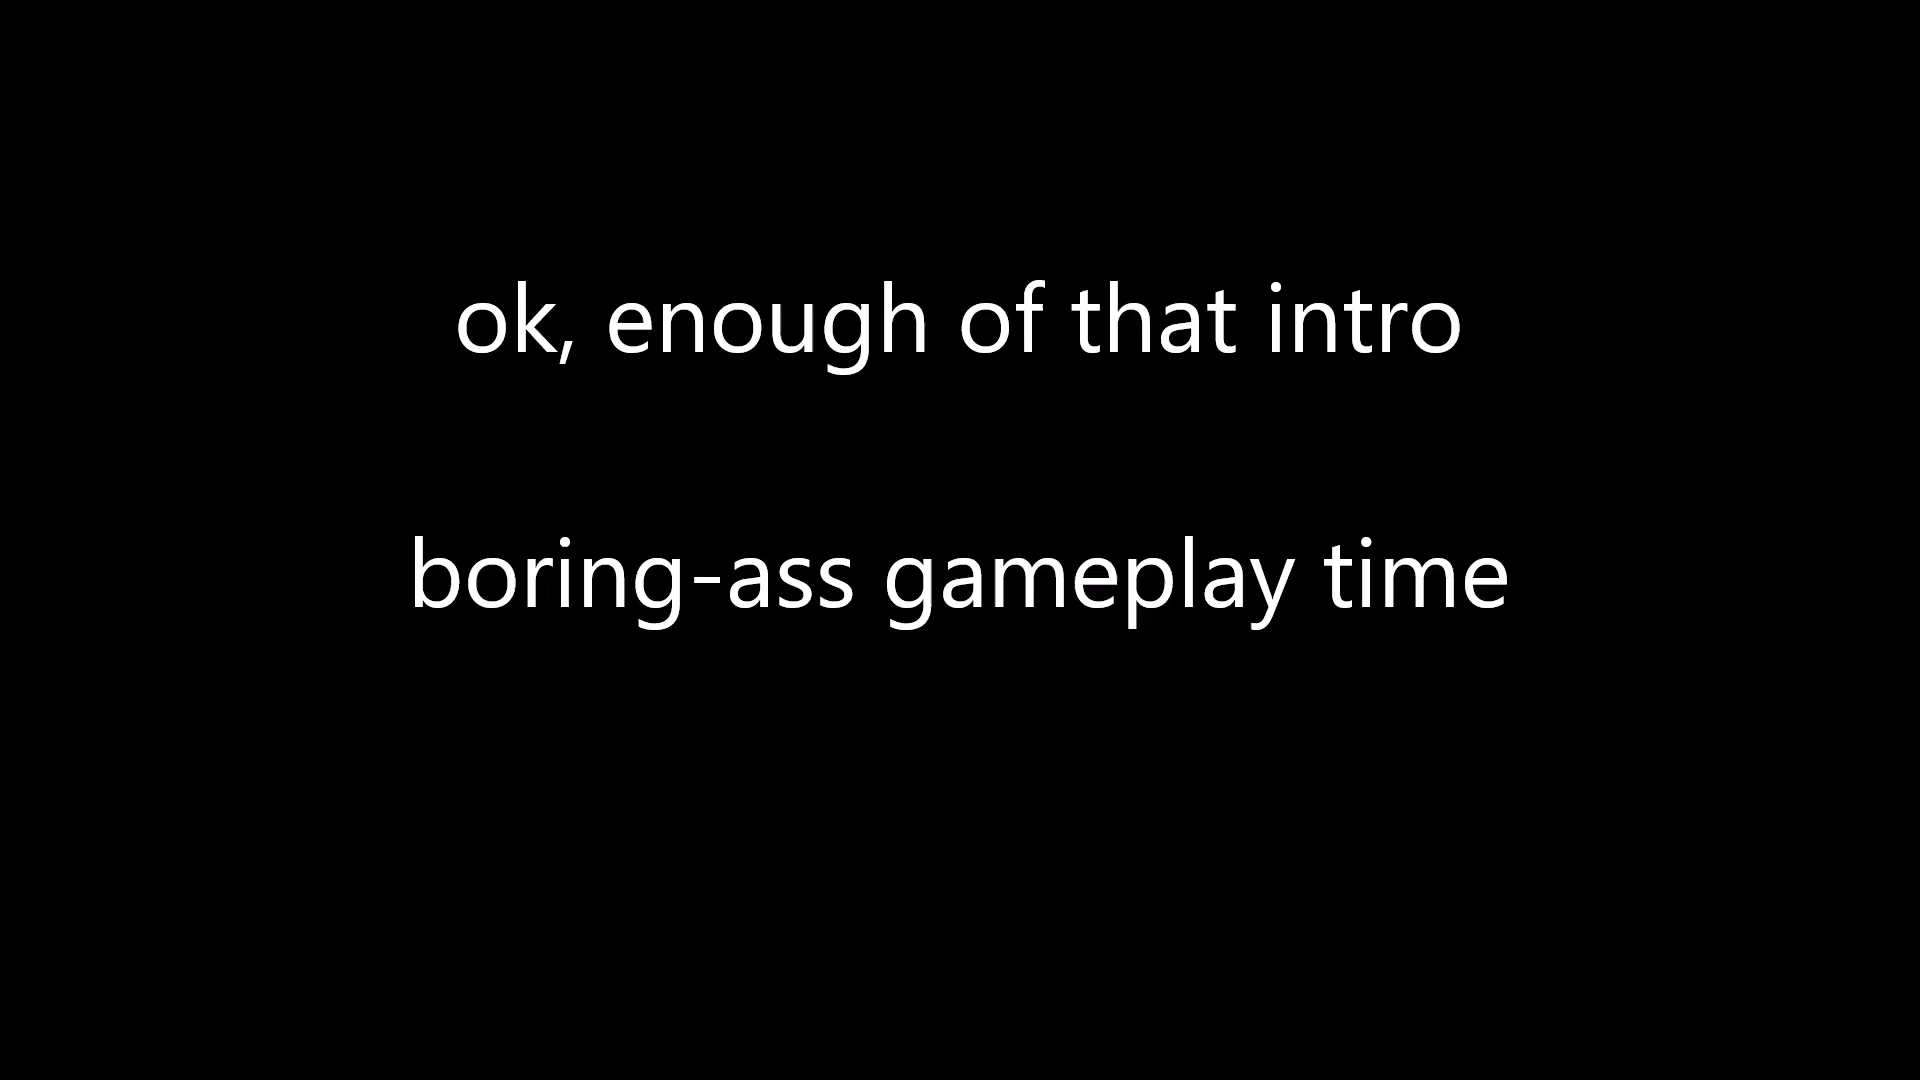 ok, enough of that intro
boring-ass gameplay time